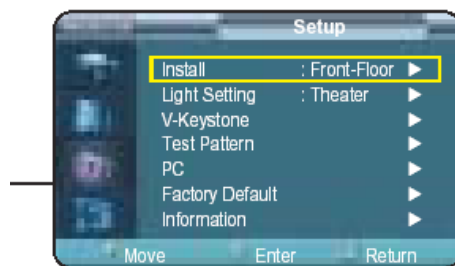 Setup
Install : Front-Floor
Light Setting : Theater
V-Keystone
Test Pattern
PC
Factory Default
Information
Move Enter Return